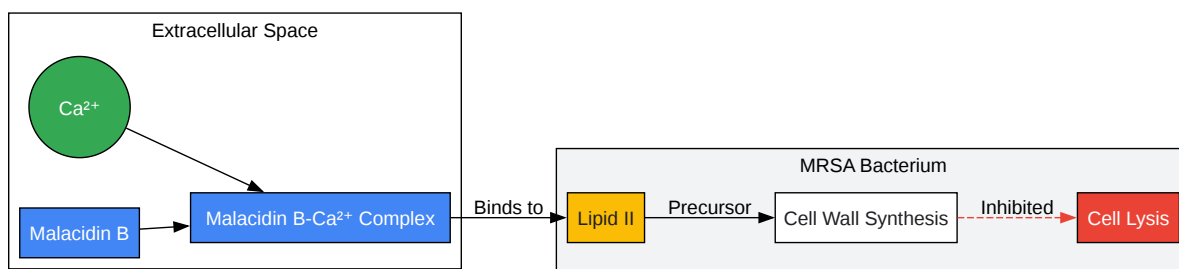 Extracellular Space
Ca²⁺
Malacidin B
Malacidin B-Ca²⁺ Complex
Binds to
MRSA Bacterium
Lipid II
Precursor
Cell Wall Synthesis
Inhibited
Cell Lysis